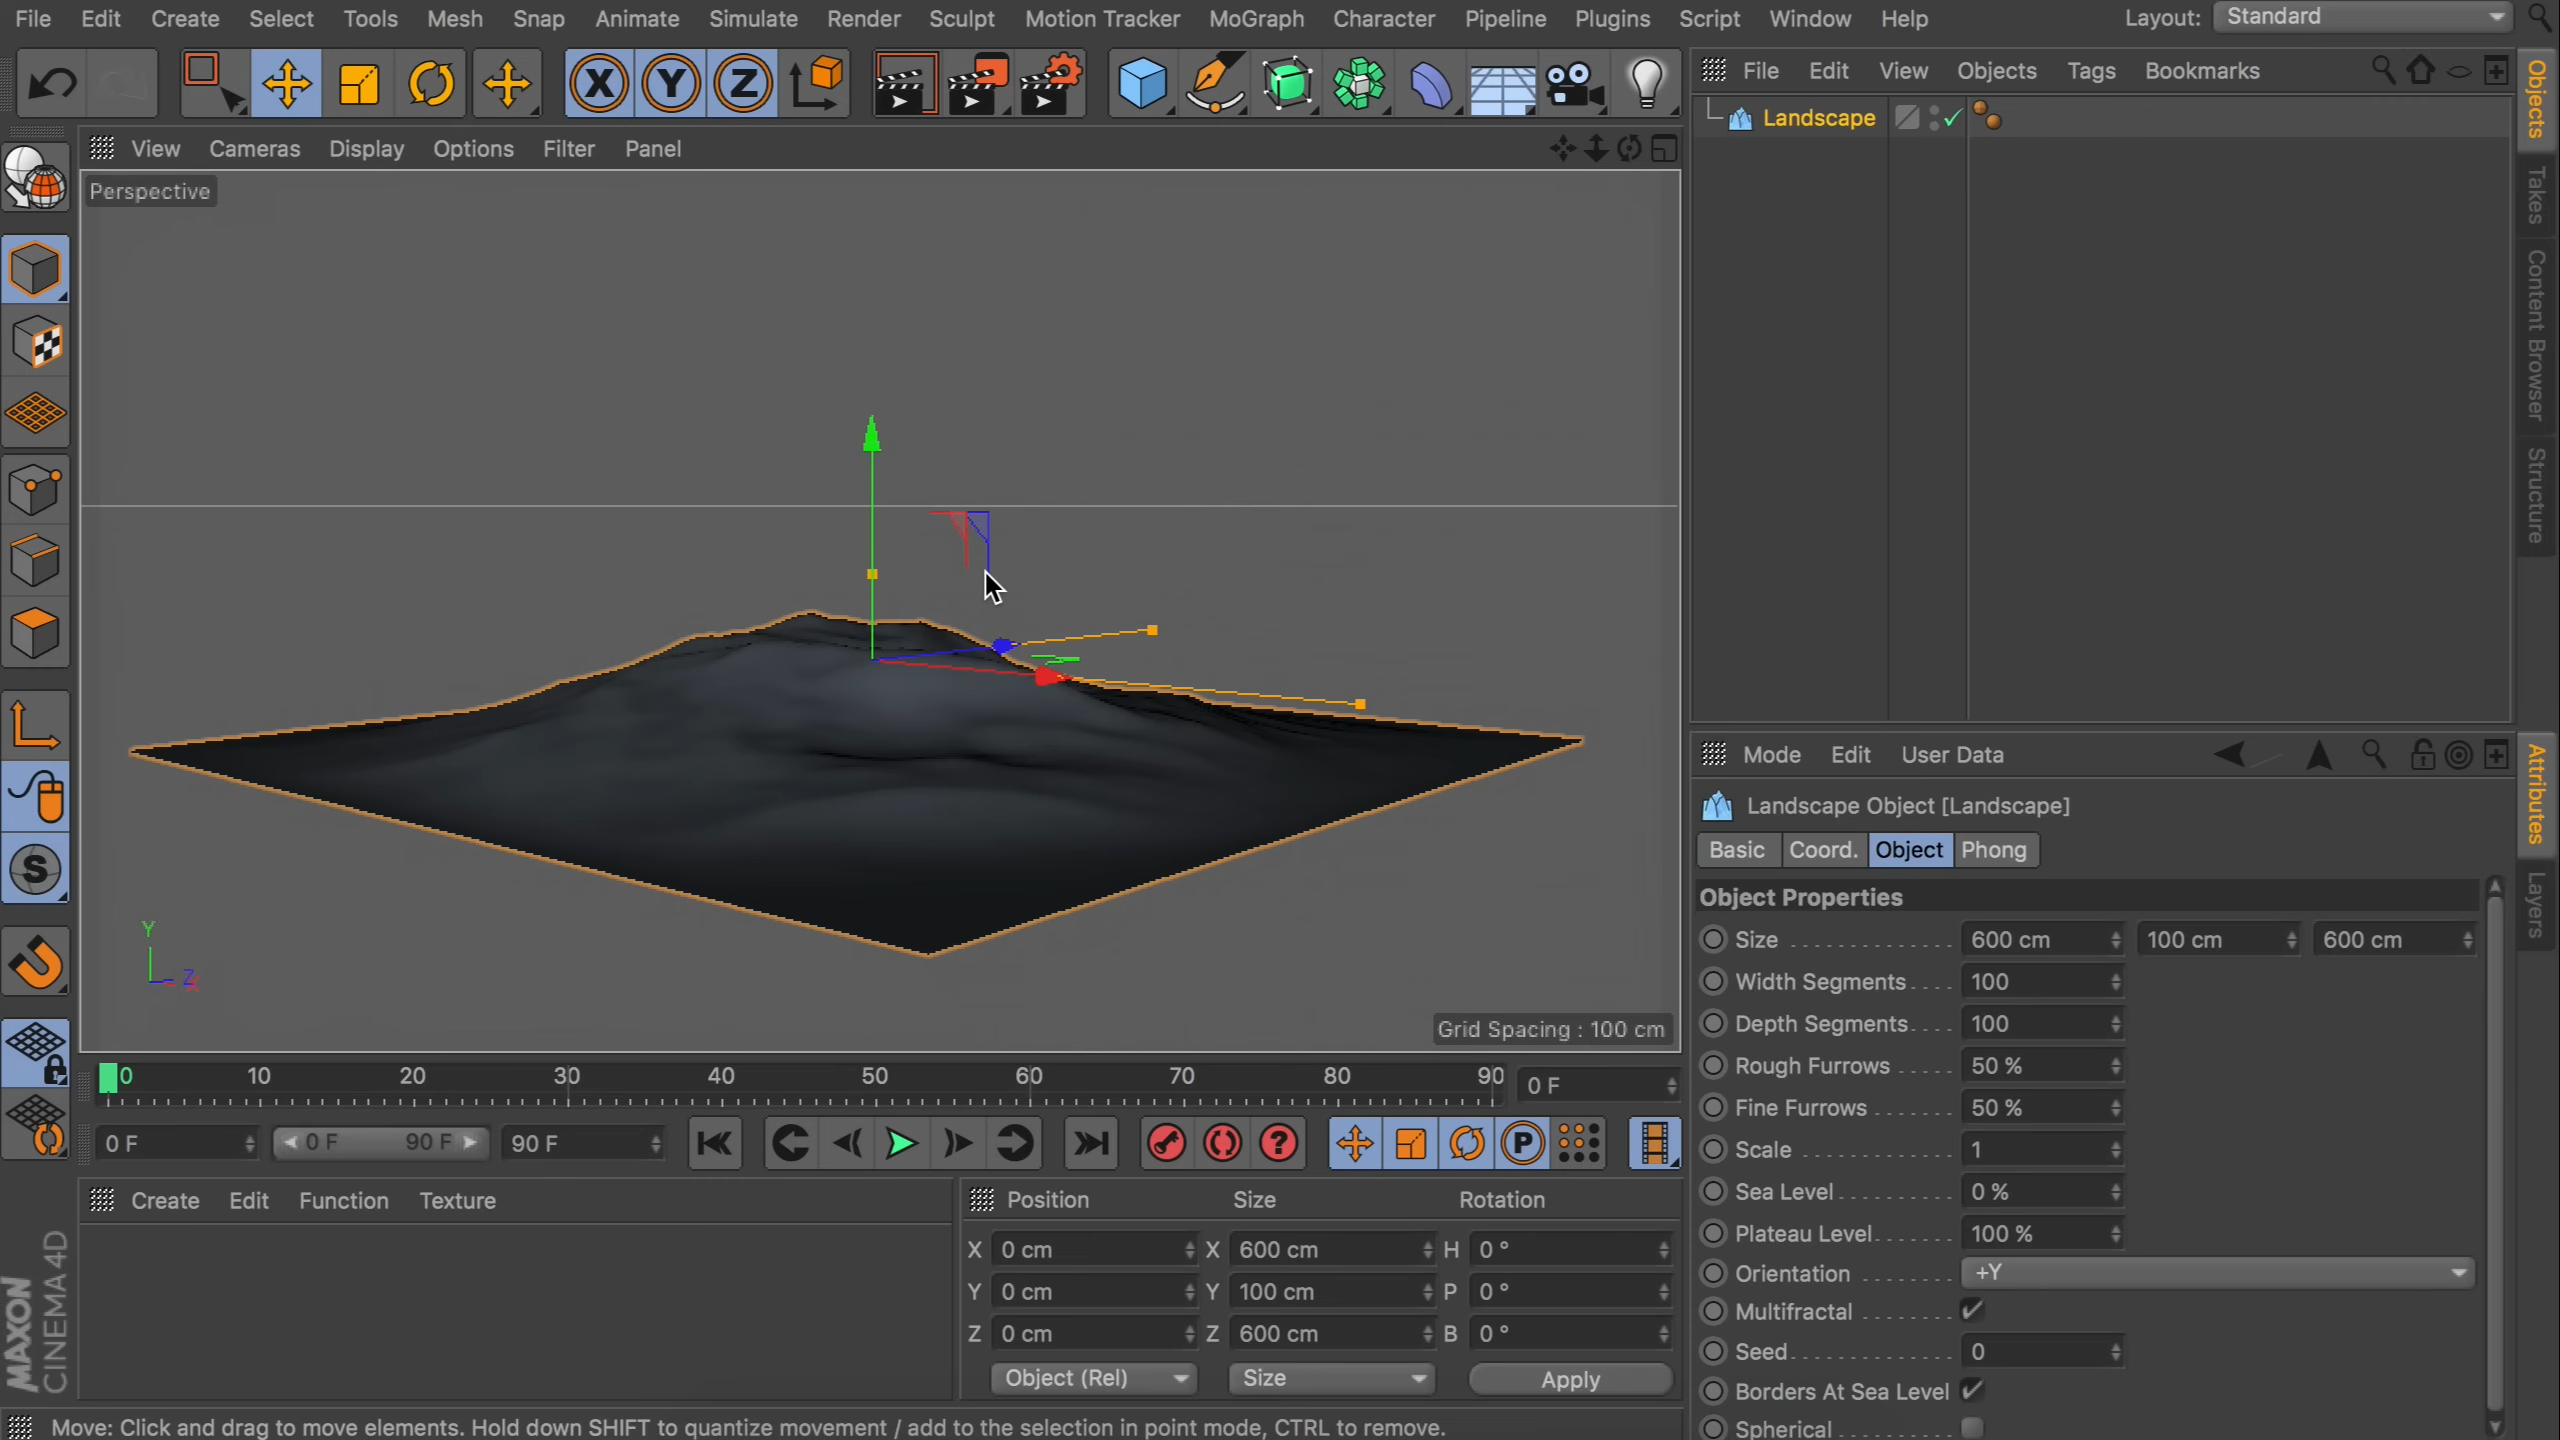 File Edit Create Select Tools Mesh Snap Animate Simulate Render Sculpt Motion Tracker MoGraph Character Pipeline Plugins Script Window Help Layout: Standard
X Y Z
File Edit View Objects Tags Bookmarks
Landscape
Objects
Takes
Content Browser
Structure
View Cameras Display Options Filter Panel
Perspective
Y
Z
X
Grid Spacing : 100 cm
S
0 10 20 30 40 50 60 70 80 90 0 F
0 F 0 F 90 F 90 F ? P
Create Edit Function Texture
MAXON
CINEMA 4D
Position Size Rotation
X 0 cm X 600 cm H 0 °
Y 0 cm Y 100 cm P 0 °
Z 0 cm Z 600 cm B 0 °
Object (Rel) Size Apply
Move: Click and drag to move elements. Hold down SHIFT to quantize movement / add to the selection in point mode, CTRL to remove.
Mode Edit User Data
Attributes
Layers
Landscape Object [Landscape]
Basic Coord. Object Phong
Object Properties
Size 600 cm 100 cm 600 cm
Width Segments 100
Depth Segments 100
Rough Furrows 50 %
Fine Furrows 50 %
Scale 1
Sea Level 0 %
Plateau Level 100 %
Orientation +Y
Multifractal
Seed 0
Borders At Sea Level
Spherical